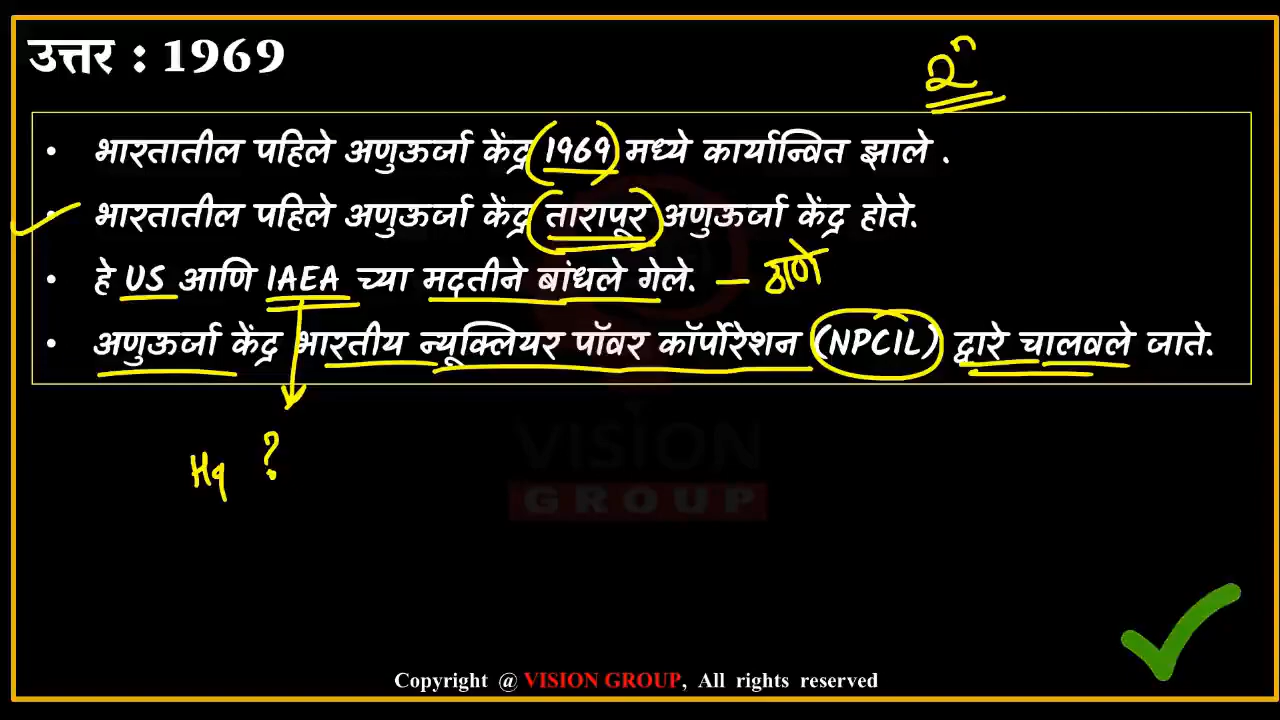 उत्तर : 1969
2n
• भारतातील पहिले अणुऊर्जा केंद्र (1969) मध्ये कार्यान्वित झाले .
• भारतातील पहिले अणुऊर्जा केंद्र (तारापूर) अणुऊर्जा केंद्र होते.
• हे US आणि IAEA च्या मदतीने बांधले गेले. – ठाणे
• अणुऊर्जा केंद्र भारतीय न्यूक्लियर पॉवर कॉर्पोरेशन (NPCIL) द्वारे चालवले जाते.
Hq ?
VISION
GROUP
Copyright @ VISION GROUP, All rights reserved